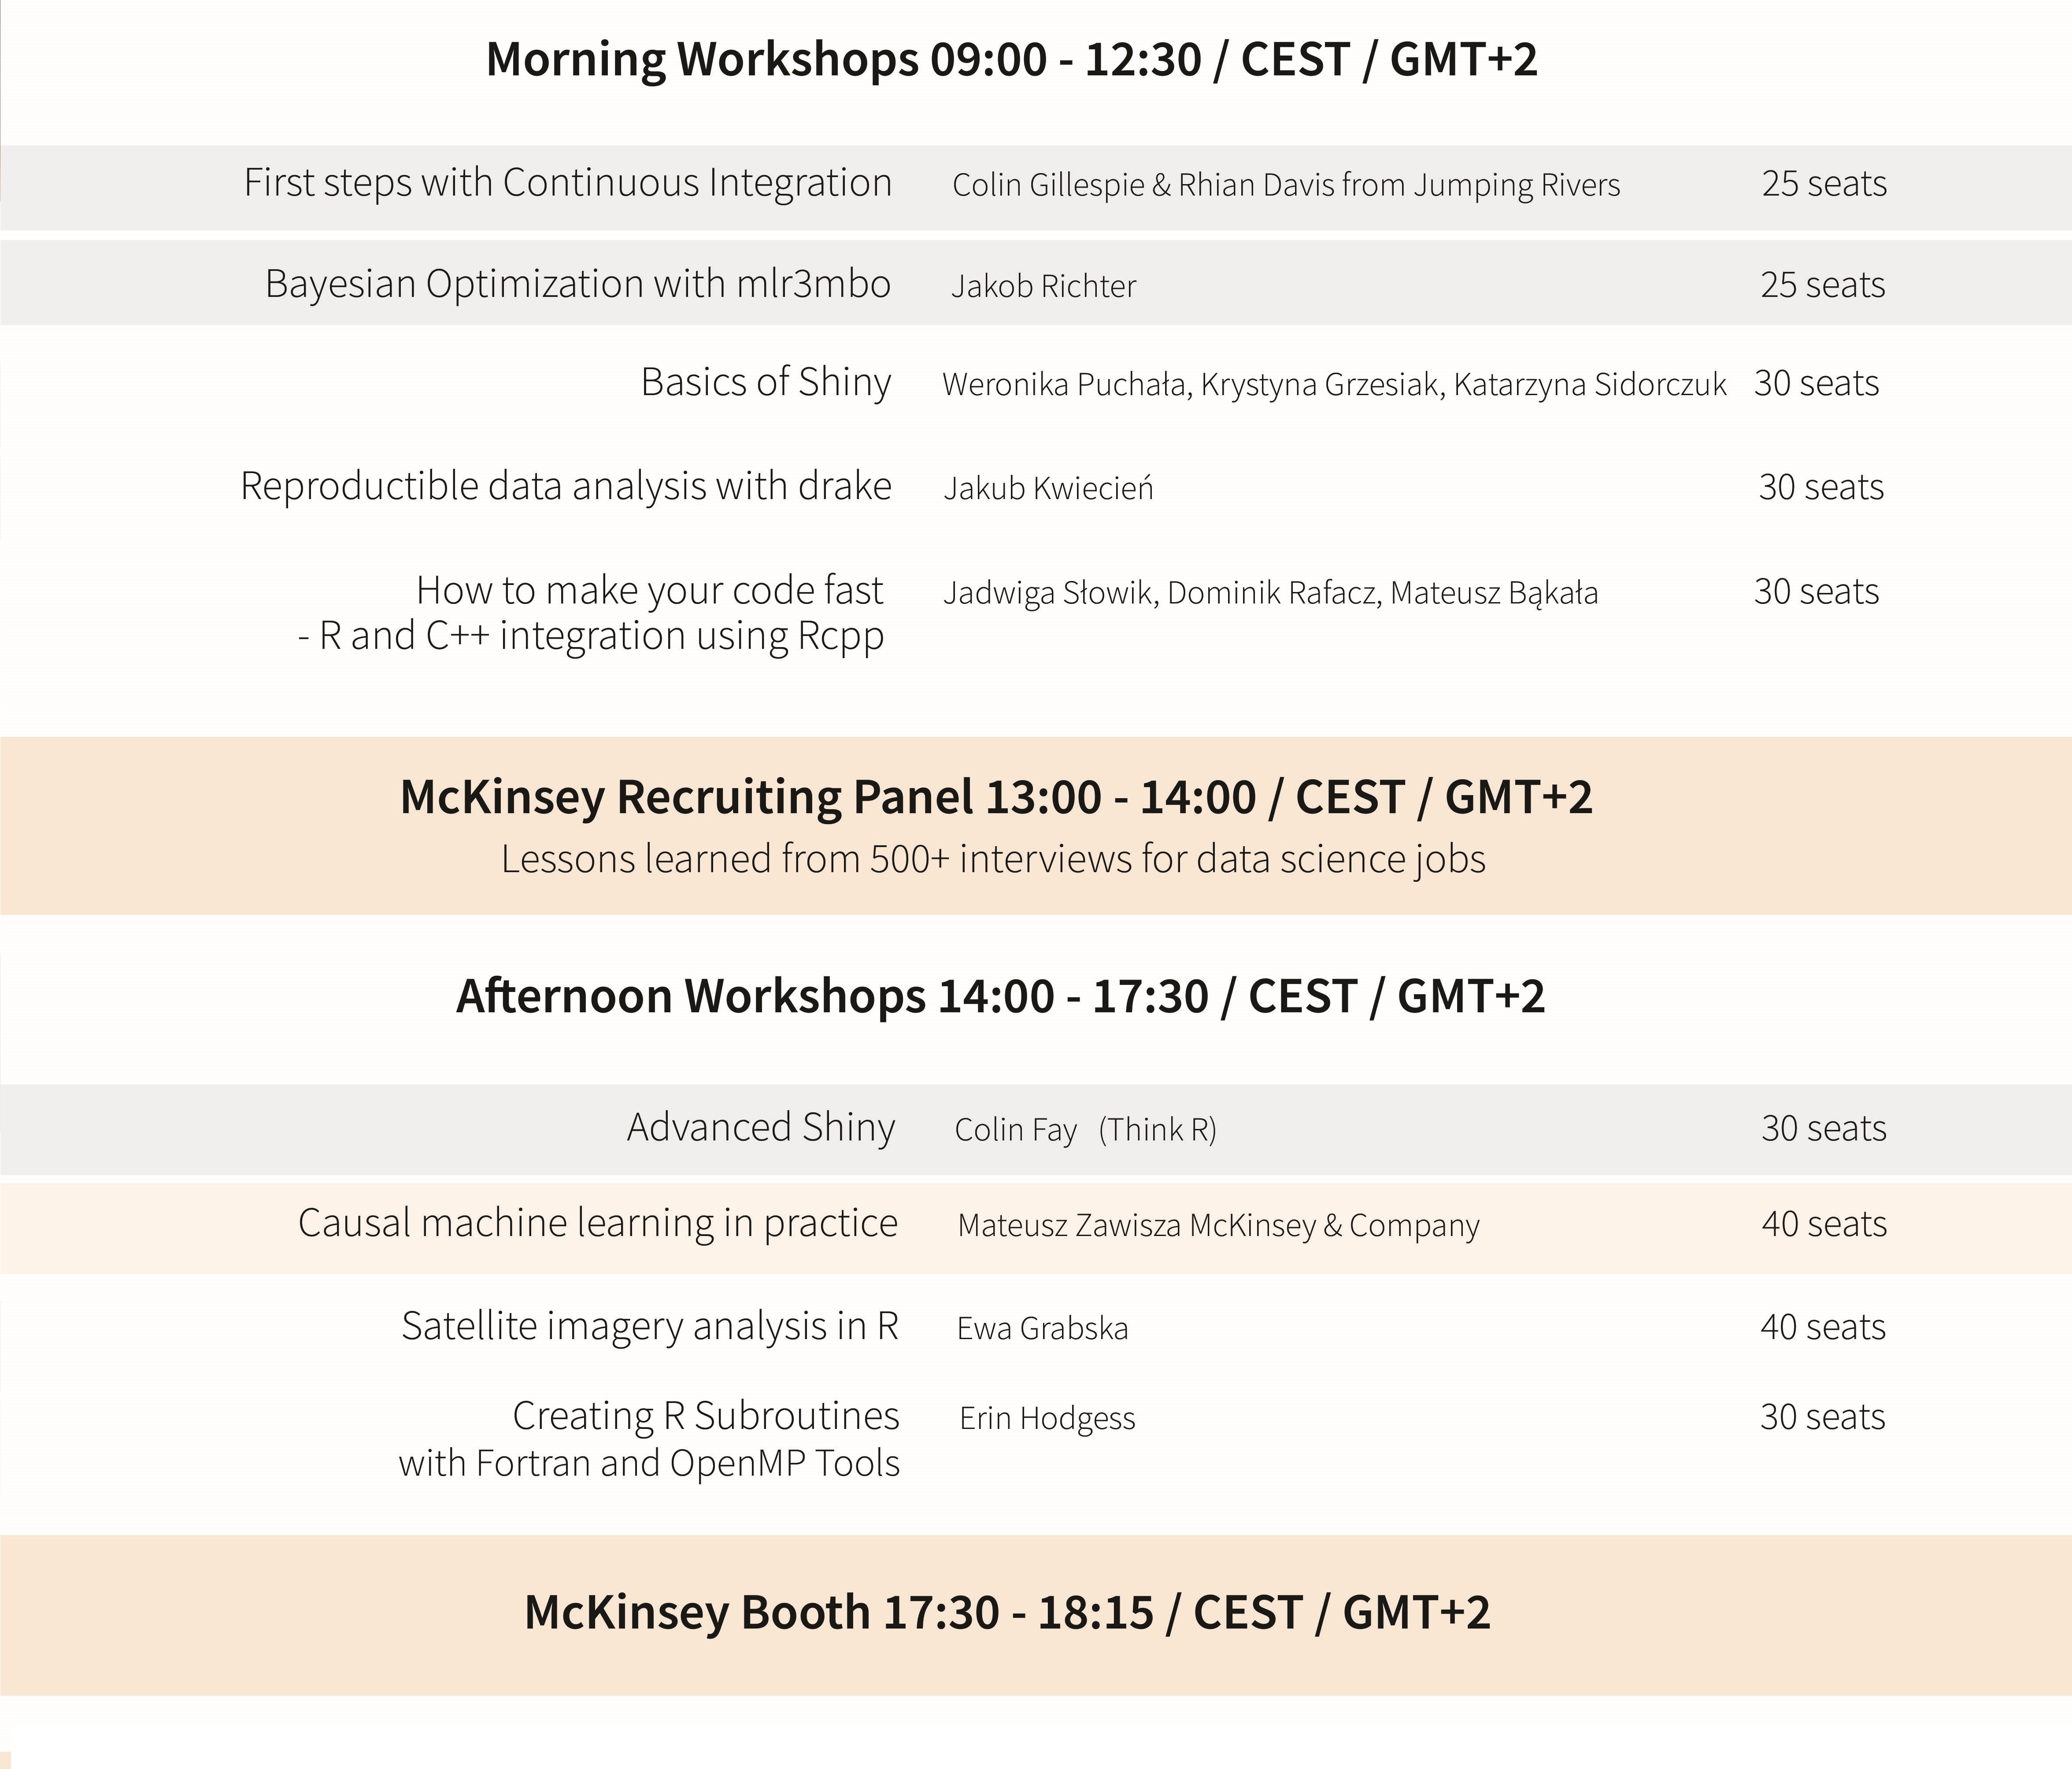 Morning Workshops 09:00 - 12:30 / CEST / GMT+2
First steps with Continuous Integration Colin Gillespie & Rhian Davis from Jumping Rivers 25 seats
Bayesian Optimization with mlr3mbo Jakob Richter 25 seats
Basics of Shiny Weronika Puchała, Krystyna Grzesiak, Katarzyna Sidorczuk 30 seats
Reproductible data analysis with drake Jakub Kwiecień 30 seats
How to make your code fast Jadwiga Słowik, Dominik Rafacz, Mateusz Bąkała 30 seats
- R and C++ integration using Rcpp
McKinsey Recruiting Panel 13:00 - 14:00 / CEST / GMT+2
Lessons learned from 500+ interviews for data science jobs
Afternoon Workshops 14:00 - 17:30 / CEST / GMT+2
Advanced Shiny Colin Fay (Think R) 30 seats
Causal machine learning in practice Mateusz Zawisza McKinsey & Company 40 seats
Satellite imagery analysis in R Ewa Grabska 40 seats
Creating R Subroutines Erin Hodgess 30 seats
with Fortran and OpenMP Tools
McKinsey Booth 17:30 - 18:15 / CEST / GMT+2